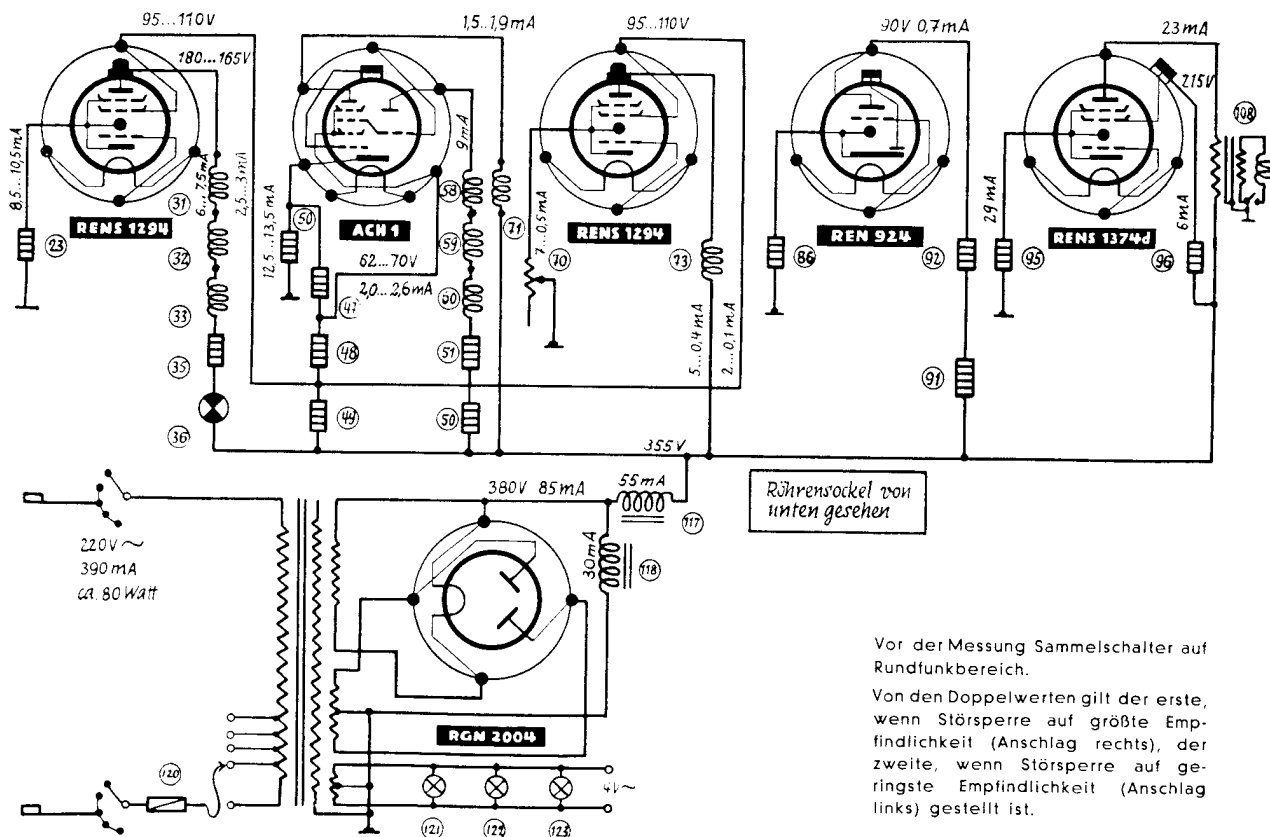 95...110V
1,5...1,9mA
95...110V
90V 0,7mA
23mA
180...165V
215V
108
9mA
8,5...10,5mA
6...7,5mA
2,5...3mA
12,5...13,5mA
7...0,5mA
29mA
6mA
31
58
71
RENS 1294
ACH 1
RENS 1294
REN 924
RENS 1374d
23
50
59
70
73
86
92
95
96
32
62...70V
2,0...2,6mA
33
47
60
5...0,4mA
2...0,1mA
35
48
51
91
36
49
50
355V
380V 85mA
55mA
117
Röhrensockel von
unten gesehen
220V~
390mA
ca. 80Watt
30mA
118
RGN 2004
120
4V~
121
122
123
Vor der Messung Sammelschalter auf
Rundfunkbereich.
Von den Doppelwerten gilt der erste,
wenn Störsperre auf größte Emp-
findlichkeit (Anschlag rechts), der
zweite, wenn Störsperre auf ge-
ringste Empfindlichkeit (Anschlag
links) gestellt ist.